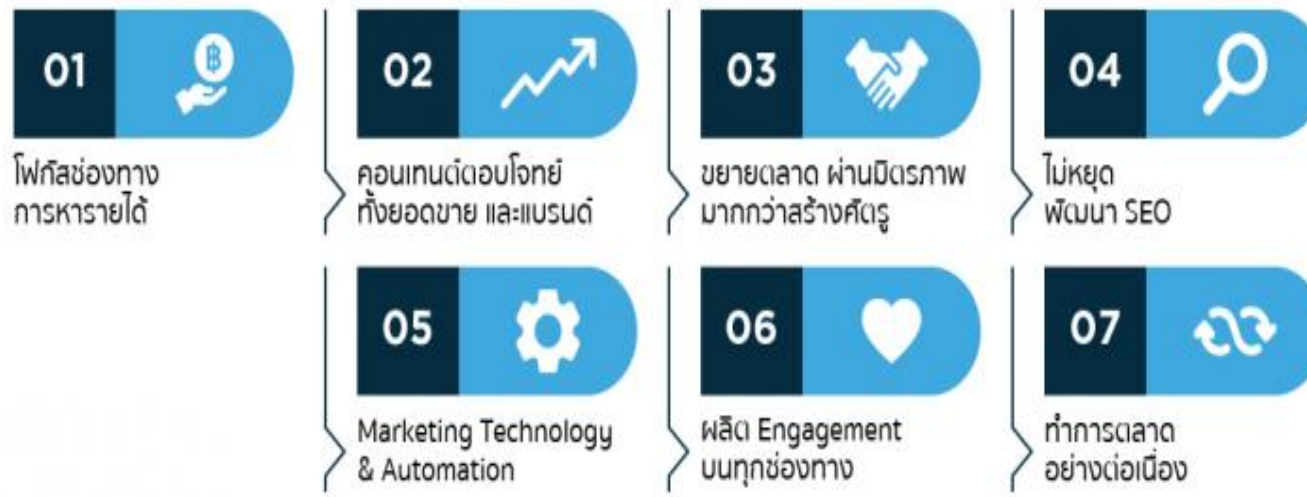 01
โฟกัสช่องทาง
การหารายได้
02
คอนเทนต์ตอบโจทย์
ทั้งยอดขาย และแบรนด์
03
ขยายตลาด ผ่านมิตรภาพ
มากกว่าสร้างศัตรู
04
ไม่หยุด
พัฒนา SEO
05
Marketing Technology
& Automation
06
ผลิต Engagement
บนทุกช่องทาง
07
ทำการตลาด
อย่างต่อเนื่อง